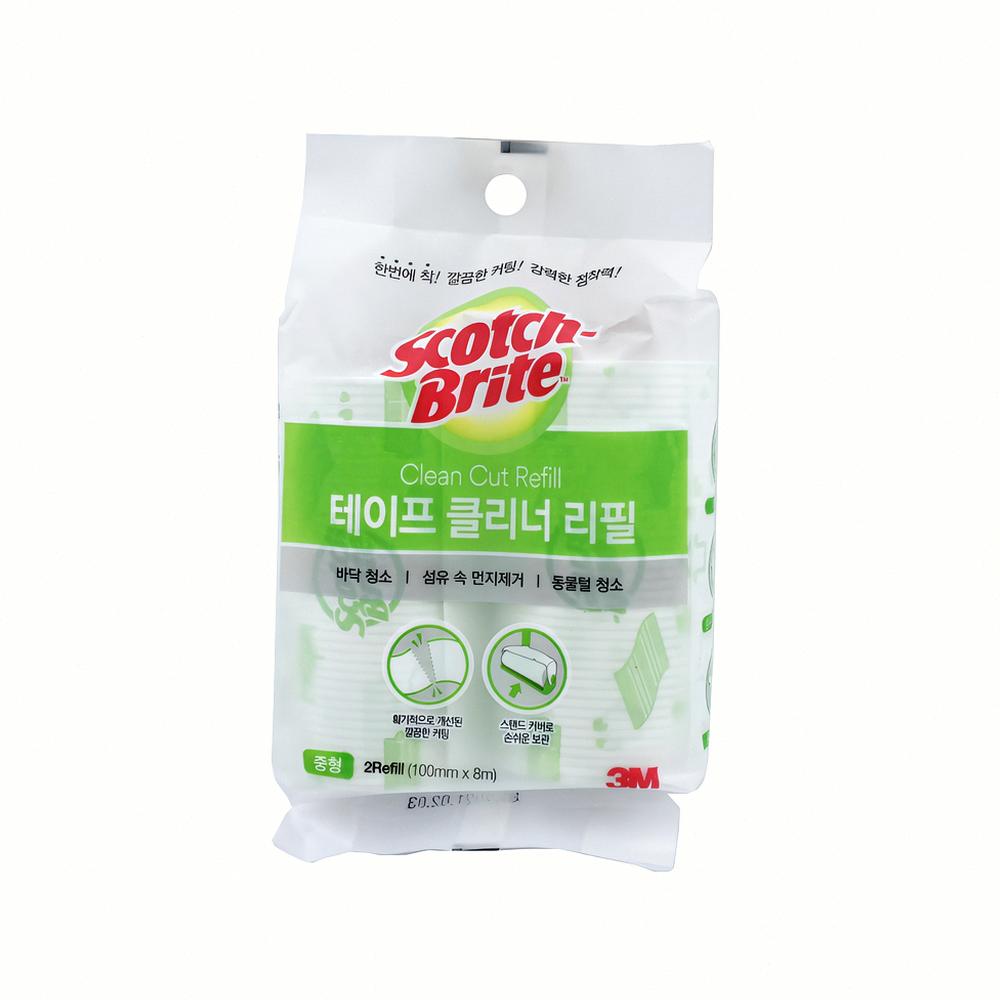 한번에 착! 깔끔한 커팅! 강력한 점착력!
Scotch-
Brite™
Clean Cut Refill
테이프 클리너 리필
바닥 청소 | 섬유 속 먼지제거 | 동물털 청소
획기적으로 개선된
깔끔한 커팅
스탠드 커버로
손쉬운 보관
중형 2Refill (100mm x 8m)
3M